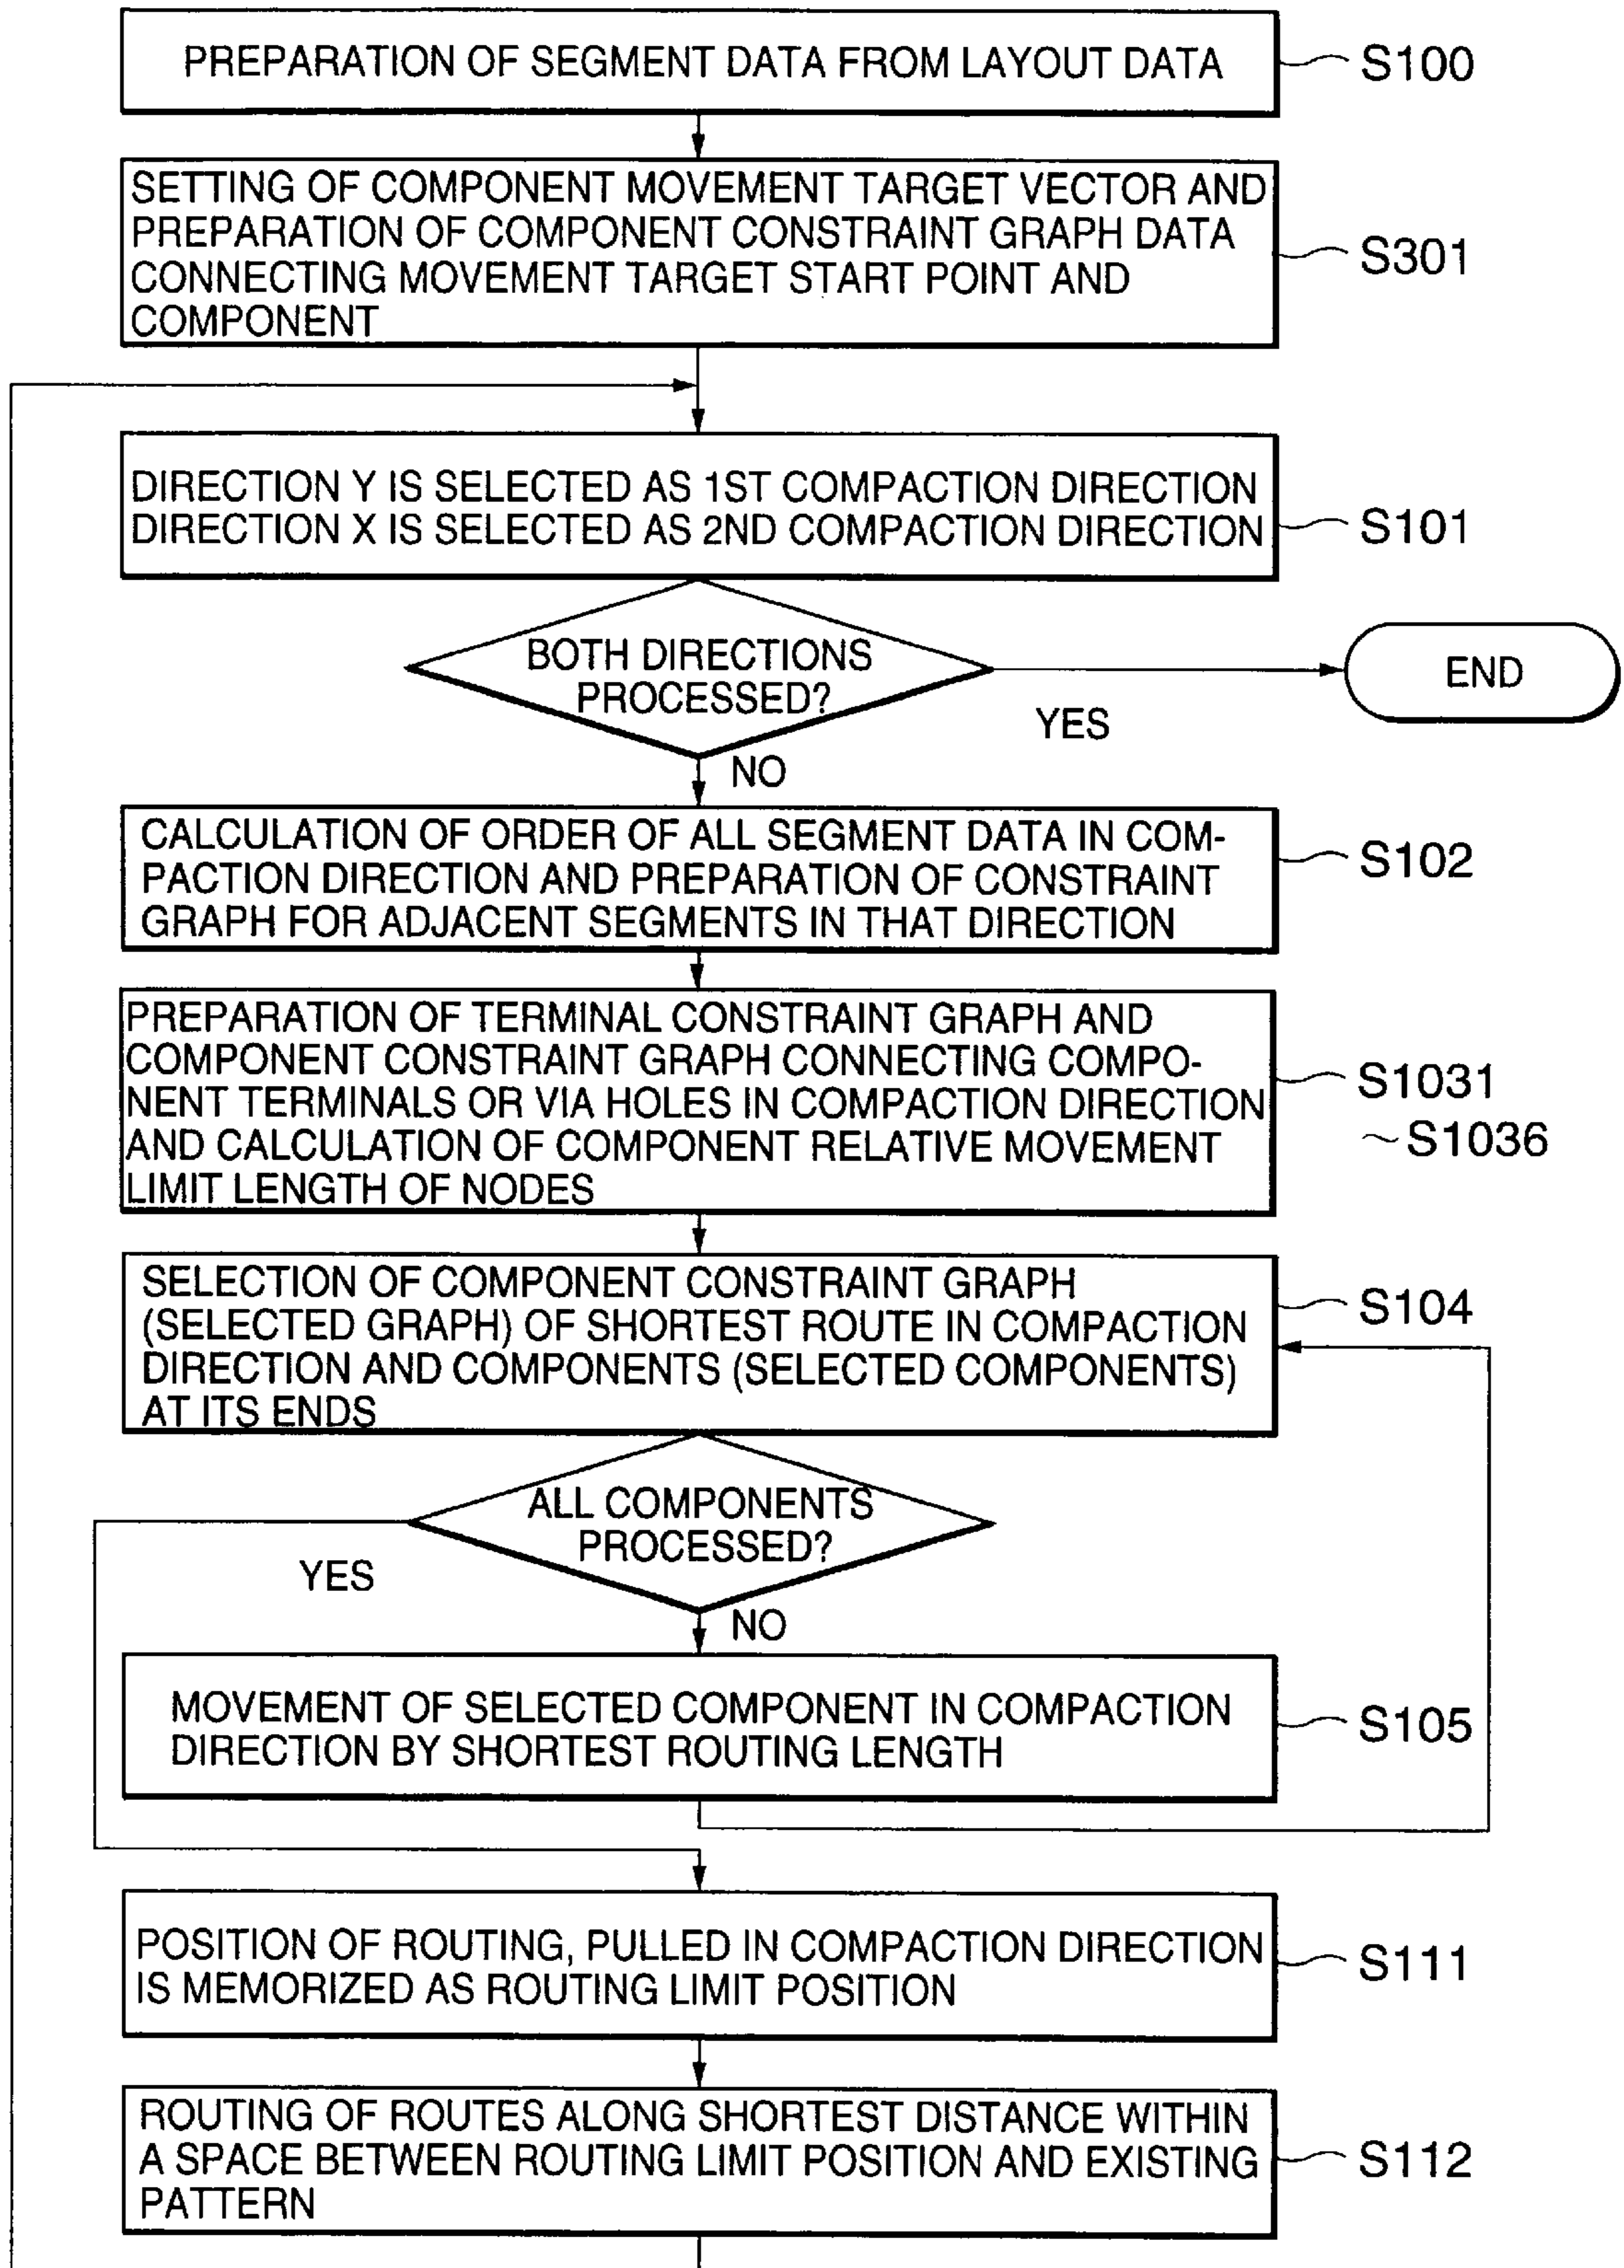 PREPARATION OF SEGMENT DATA FROM LAYOUT DATA
S100
SETTING OF COMPONENT MOVEMENT TARGET VECTOR AND
PREPARATION OF COMPONENT CONSTRAINT GRAPH DATA
CONNECTING MOVEMENT TARGET START POINT AND
COMPONENT
S301
DIRECTION Y IS SELECTED AS 1ST COMPACTION DIRECTION
DIRECTION X IS SELECTED AS 2ND COMPACTION DIRECTION
S101
BOTH DIRECTIONS
PROCESSED?
YES
END
NO
CALCULATION OF ORDER OF ALL SEGMENT DATA IN COM-
PACTION DIRECTION AND PREPARATION OF CONSTRAINT
GRAPH FOR ADJACENT SEGMENTS IN THAT DIRECTION
S102
PREPARATION OF TERMINAL CONSTRAINT GRAPH AND
COMPONENT CONSTRAINT GRAPH CONNECTING COMPO-
NENT TERMINALS OR VIA HOLES IN COMPACTION DIRECTION
AND CALCULATION OF COMPONENT RELATIVE MOVEMENT
LIMIT LENGTH OF NODES
S1031
~S1036
SELECTION OF COMPONENT CONSTRAINT GRAPH
(SELECTED GRAPH) OF SHORTEST ROUTE IN COMPACTION
DIRECTION AND COMPONENTS (SELECTED COMPONENTS)
AT ITS ENDS
S104
ALL COMPONENTS
PROCESSED?
YES
NO
MOVEMENT OF SELECTED COMPONENT IN COMPACTION
DIRECTION BY SHORTEST ROUTING LENGTH
S105
POSITION OF ROUTING, PULLED IN COMPACTION DIRECTION
IS MEMORIZED AS ROUTING LIMIT POSITION
S111
ROUTING OF ROUTES ALONG SHORTEST DISTANCE WITHIN
A SPACE BETWEEN ROUTING LIMIT POSITION AND EXISTING
PATTERN
S112